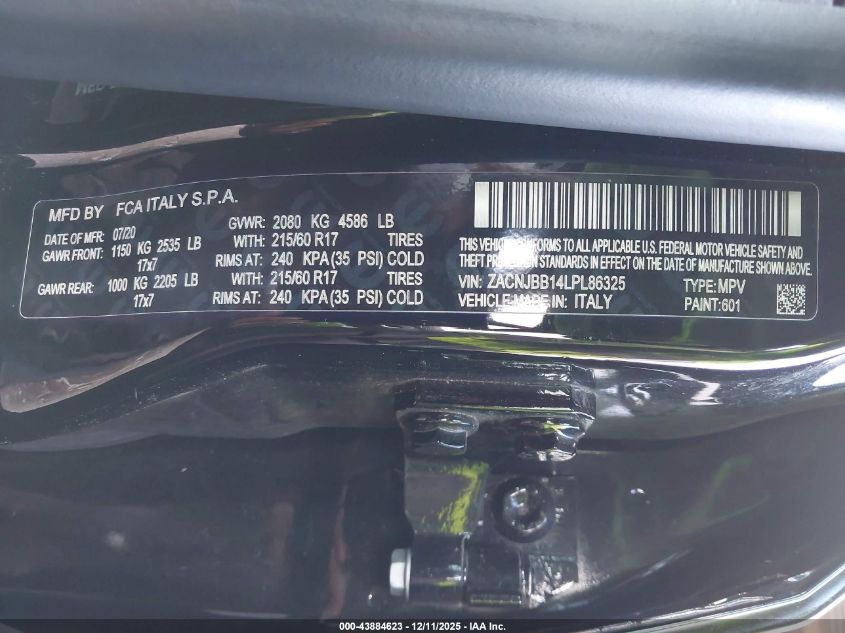 MFD BY FCA ITALY S.P.A.
DATE OF MFR: 07/20 GVWR: 2080 KG 4586 LB
GAWR FRONT: 1150 KG 2535 LB WITH: 215/60 R17 TIRES
17x7 RIMS AT: 240 KPA (35 PSI) COLD
GAWR REAR: 1000 KG 2205 LB WITH: 215/60 R17 TIRES
17x7 RIMS AT: 240 KPA (35 PSI) COLD
THIS VEHICLE CONFORMS TO ALL APPLICABLE U.S. FEDERAL MOTOR VEHICLE SAFETY AND
THEFT PROTECTION STANDARDS IN EFFECT ON THE DATE OF MANUFACTURE SHOWN ABOVE.
VIN: ZACNJBB14LPL86325 TYPE: MPV
VEHICLE MADE IN: ITALY PAINT: 601
000-43884623 - 12/11/2025 - IAA Inc.